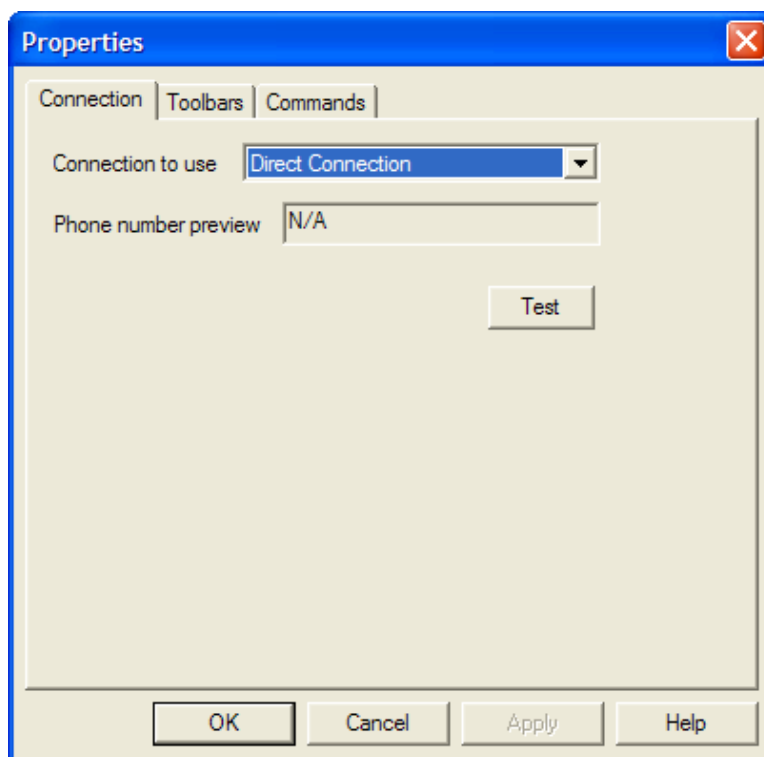 Properties
Connection Toolbars Commands
Connection to use Direct Connection
Phone number preview N/A
Test
OK Cancel Apply Help